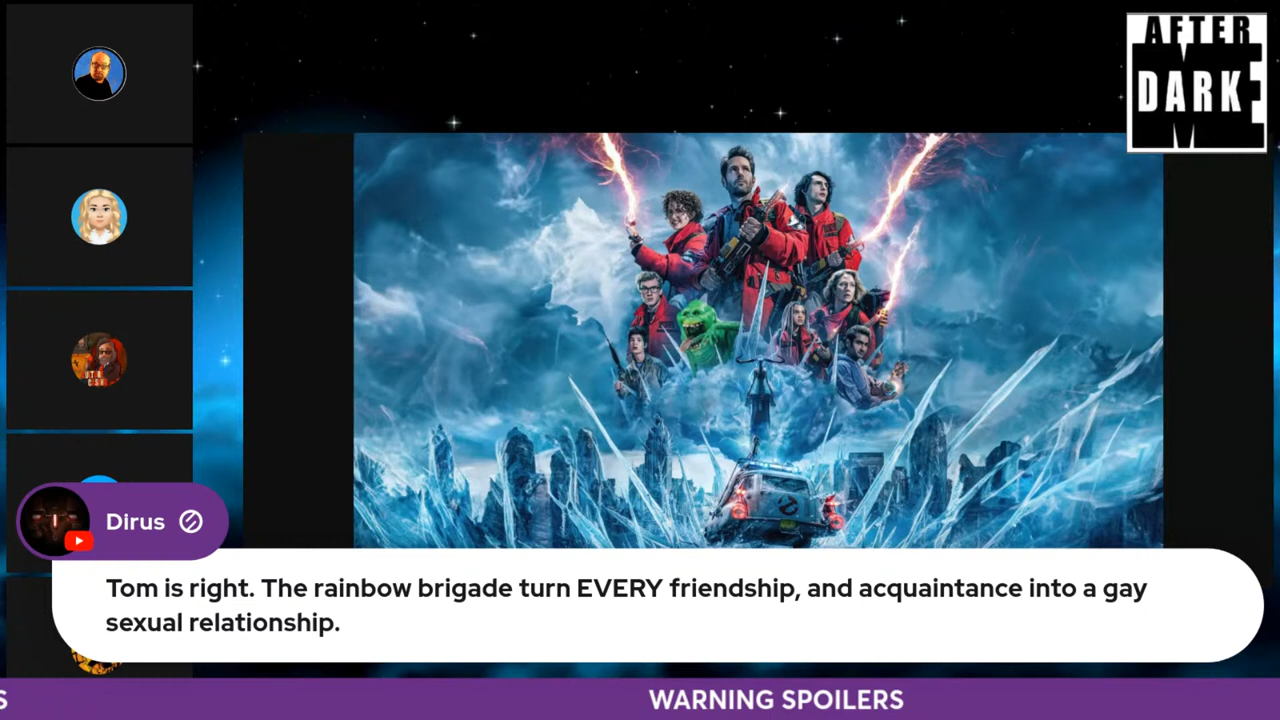 AFTER
DARK
ME
Dirus
Tom is right. The rainbow brigade turn EVERY friendship, and acquaintance into a gay
sexual relationship.
S
WARNING SPOILERS